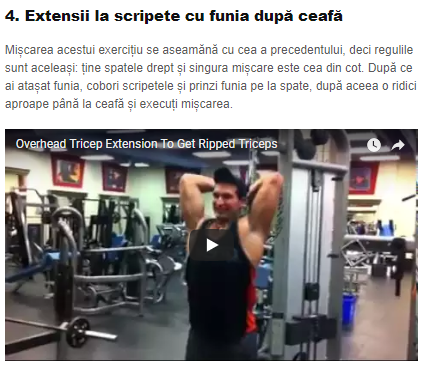 4. Extensii la scripete cu funia după ceafă
Mișcarea acestui exercițiu se aseamănă cu cea a precedentului, deci regulile
sunt aceleași: ține spatele drept și singura mișcare este cea din cot. După ce
ai atașat funia, cobori scripetele și prinzi funia pe la spate, după aceea o ridici
aproape până la ceafă și execuți mișcarea.
Overhead Tricep Extension To Get Ripped Triceps